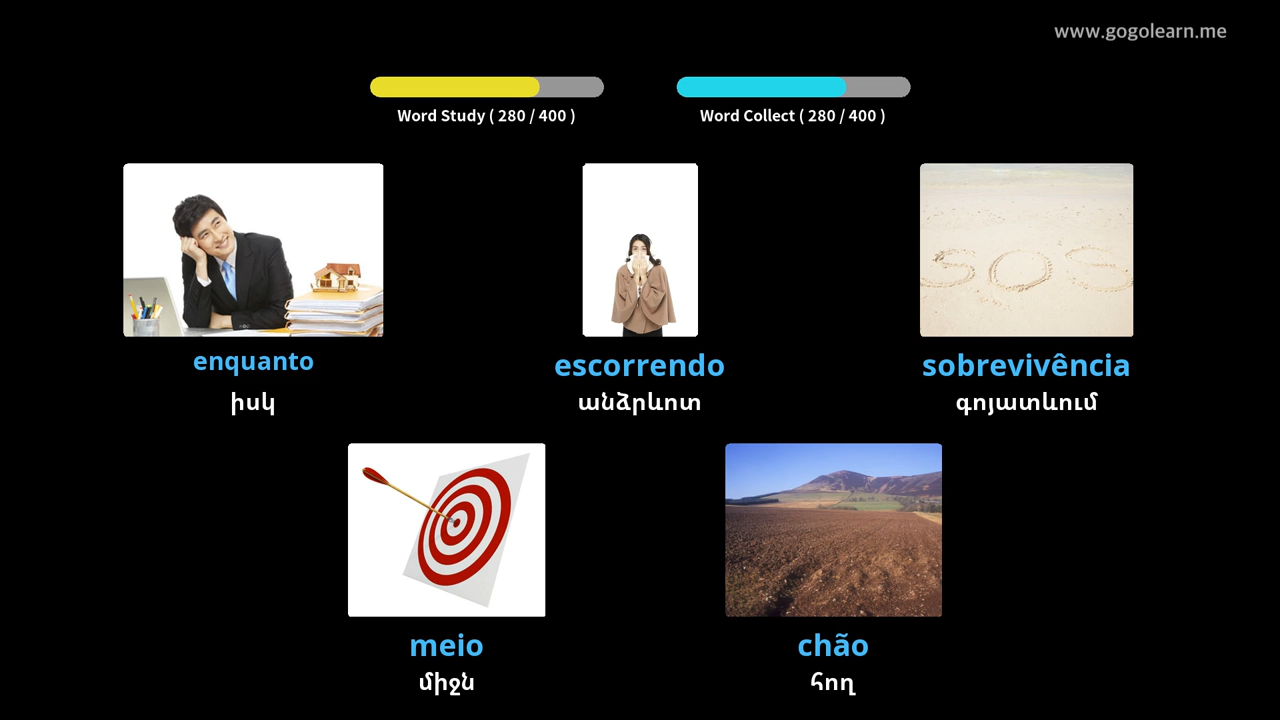 www.gogolearn.me
Word Study ( 280 / 400 )
Word Collect ( 280 / 400 )
enquanto
իսկ
escorrendo
անձրևոտ
sobrevivência
գոյատևում
SOS
meio
միջն
chão
հող